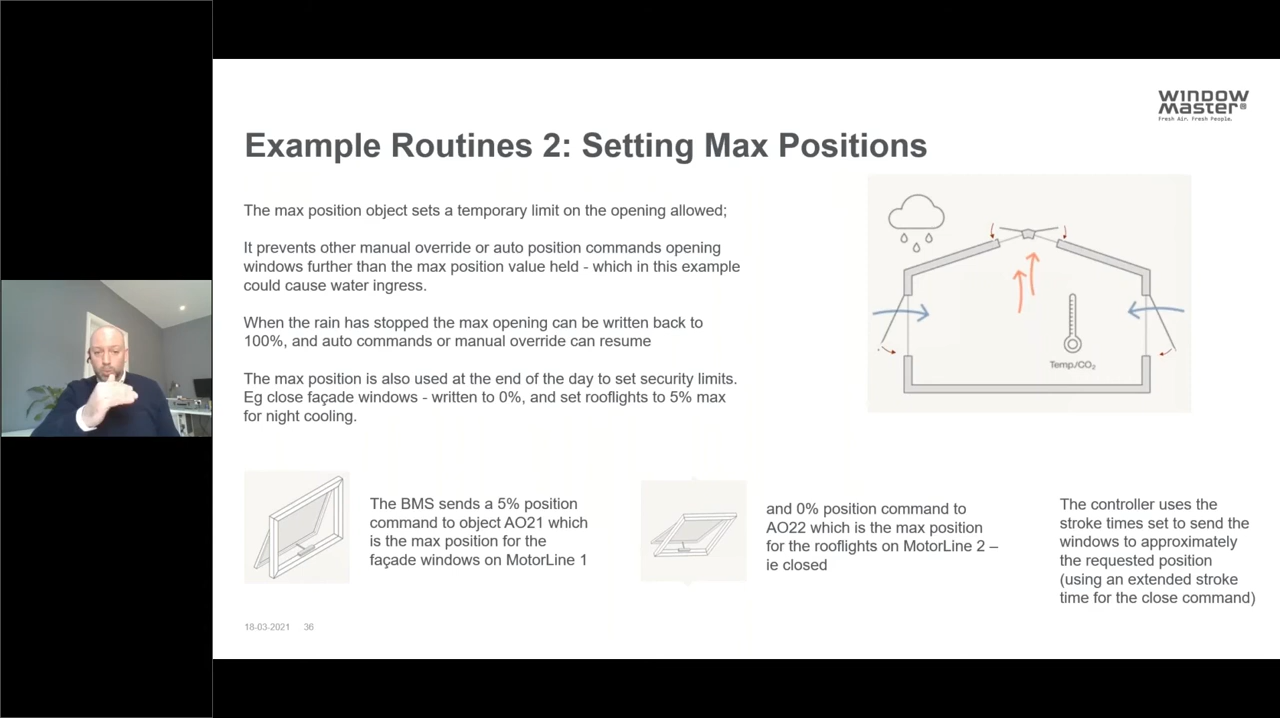 WINDOW
MASTER®
Fresh Air. Fresh People.
Example Routines 2: Setting Max Positions
The max position object sets a temporary limit on the opening allowed;
It prevents other manual override or auto position commands opening
windows further than the max position value held - which in this example
could cause water ingress.
When the rain has stopped the max opening can be written back to
100%, and auto commands or manual override can resume
The max position is also used at the end of the day to set security limits.
Eg close façade windows - written to 0%, and set rooflights to 5% max
for night cooling.
Temp./CO₂
The BMS sends a 5% position
command to object AO21 which
is the max position for the
façade windows on MotorLine 1
and 0% position command to
AO22 which is the max position
for the rooflights on MotorLine 2 –
ie closed
The controller uses the
stroke times set to send the
windows to approximately
the requested position
(using an extended stroke
time for the close command)
18-03-2021 36